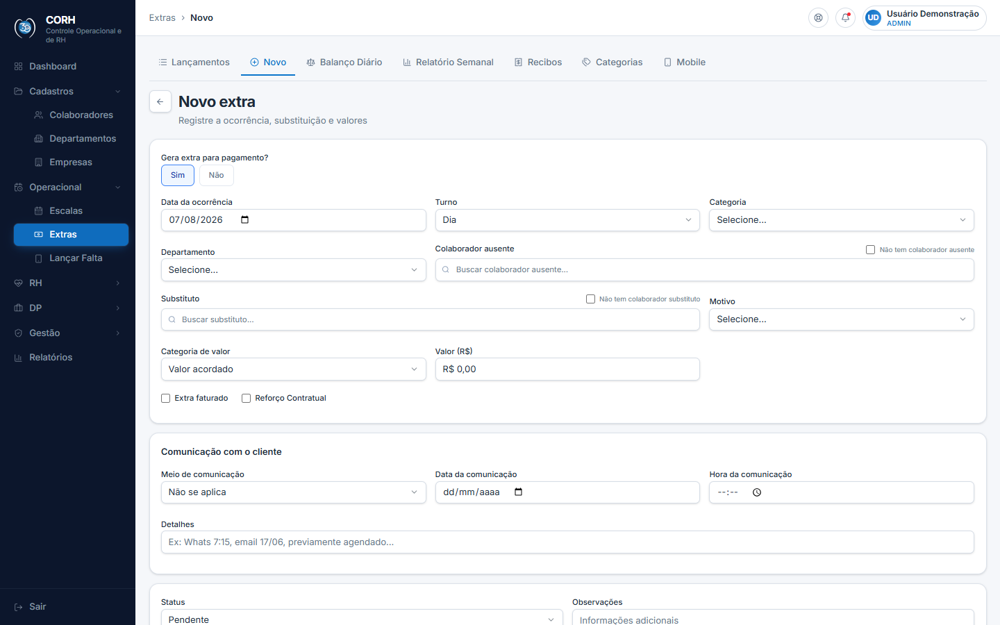 CORH
Controle Operacional e
de RH
Dashboard
Cadastros
Colaboradores
Departamentos
Empresas
Operacional
Escalas
Extras
Lançar Falta
RH
DP
Gestão
Relatórios
Sair
Extras > Novo
UD
Usuário Demonstração
ADMIN
Lançamentos
Novo
Balanço Diário
Relatório Semanal
Recibos
Categorias
Mobile
Novo extra
Registre a ocorrência, substituição e valores
Gera extra para pagamento?
Sim
Não
Data da ocorrência
07/08/2026
Turno
Dia
Categoria
Selecione...
Departamento
Selecione...
Colaborador ausente
Não tem colaborador ausente
Buscar colaborador ausente...
Substituto
Não tem colaborador substituto
Buscar substituto...
Motivo
Selecione...
Categoria de valor
Valor acordado
Valor (R$)
R$ 0,00
Extra faturado
Reforço Contratual
Comunicação com o cliente
Meio de comunicação
Não se aplica
Data da comunicação
dd/mm/aaaa
Hora da comunicação
--:--
Detalhes
Ex: Whats 7:15, email 17/06, previamente agendado...
Status
Pendente
Observações
Informações adicionais